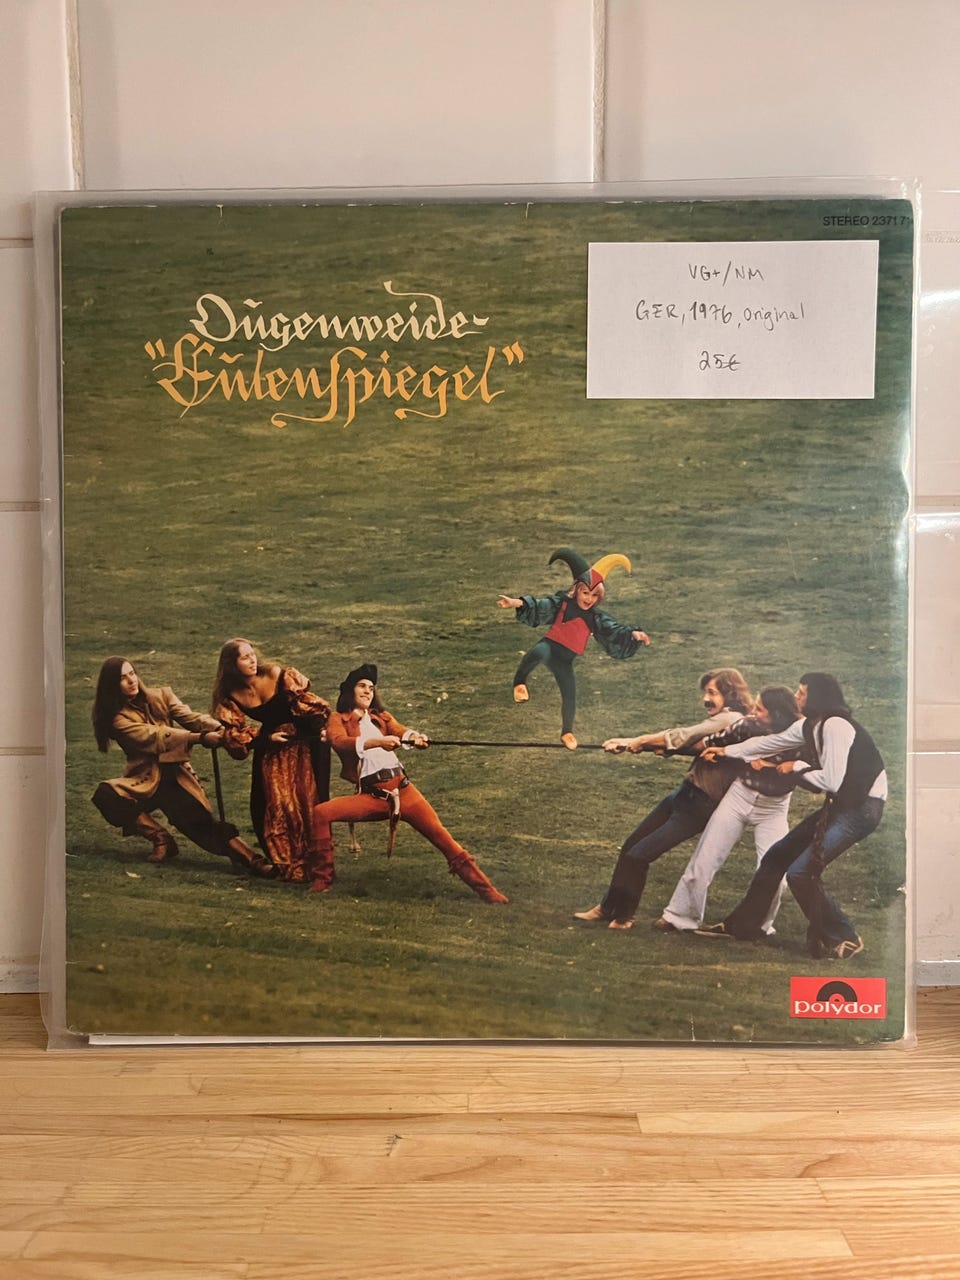 STEREO 2371 7
VG+/NM
GER, 1976, original
25€
Ougenweide-
"Eulenspiegel"
polydor